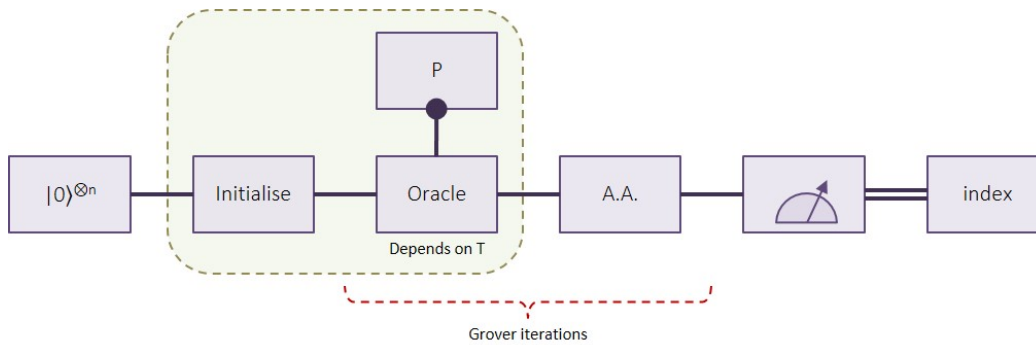 P
|0⟩⊗n
Initialise
Oracle
A.A.
index
Depends on T
Grover iterations